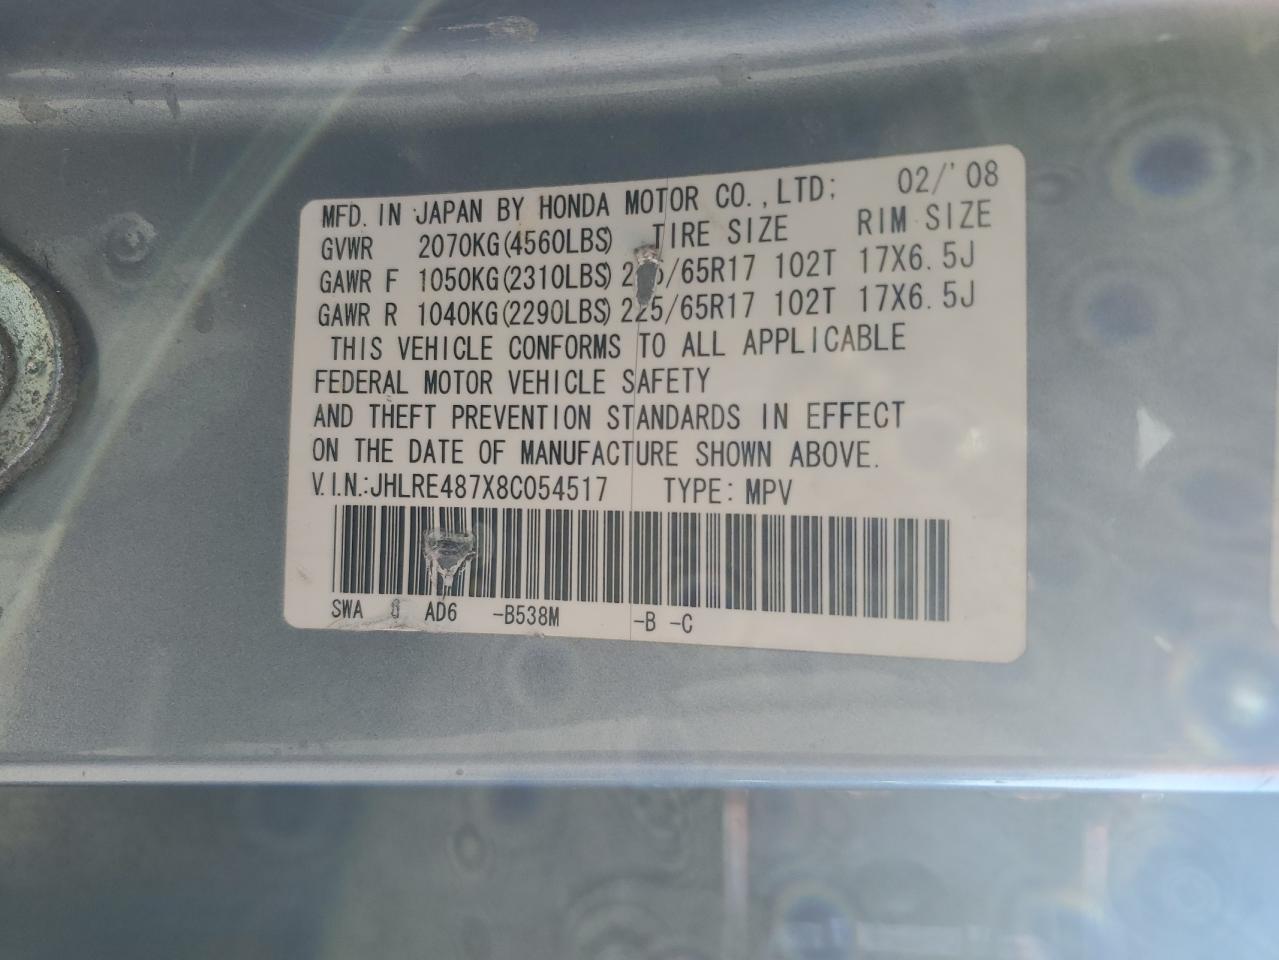 MFD. IN JAPAN BY HONDA MOTOR CO., LTD: 02/'08
GVWR 2070KG(4560LBS) TIRE SIZE RIM SIZE
GAWR F 1050KG(2310LBS) /65R17 102T 17X6.5J
GAWR R 1040KG(2290LBS) 225/65R17 102T 17X6.5J
THIS VEHICLE CONFORMS TO ALL APPLICABLE
FEDERAL MOTOR VEHICLE SAFETY
AND THEFT PREVENTION STANDARDS IN EFFECT
ON THE DATE OF MANUFACTURE SHOWN ABOVE.
V.I.N.:JHLRE487X8C054517 TYPE: MPV
SWA AD6 -B538M -B -C